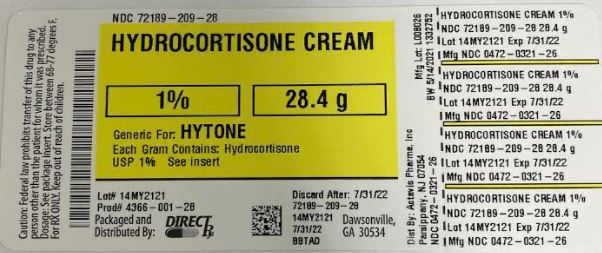 Caution: Federal law prohibits transfer of this drug to any
person other than the patient for whom it was prescribed.
Dosage: See package insert. Store between 68-77 degrees F.
For RX ONLY. Keep out of reach of children.
NDC 72189-209-28
HYDROCORTISONE CREAM
1%
28.4 g
Generic For: HYTONE
Each Gram Contains: Hydrocortisone
USP 1% See insert
Lot# 14MY2121
Prod# 4366-001-28
Packaged and
Distributed By:
DIRECT Rx
Discard After: 7/31/22
72189-209-28
14MY2121
7/31/22
BBTAD
Dawsonville,
GA 30534
Mfg Lot: L008026
BW 5/14/2021 1332752
Dist By: Actavis Pharma, Inc
Parsippany, NJ 07054
NDC 0472-0321-26
HYDROCORTISONE CREAM 1%
NDC 72189-209-28 28.4 g
Lot 14MY2121 Exp 7/31/22
Mfg NDC 0472-0321-26
HYDROCORTISONE CREAM 1%
NDC 72189-209-28 28.4 g
Lot 14MY2121 Exp 7/31/22
Mfg NDC 0472-0321-26
HYDROCORTISONE CREAM 1%
NDC 72189-209-28 28.4 g
Lot 14MY2121 Exp 7/31/22
Mfg NDC 0472-0321-26
HYDROCORTISONE CREAM 1%
NDC 72189-209-28 28.4 g
Lot 14MY2121 Exp 7/31/22
Mfg NDC 0472-0321-26